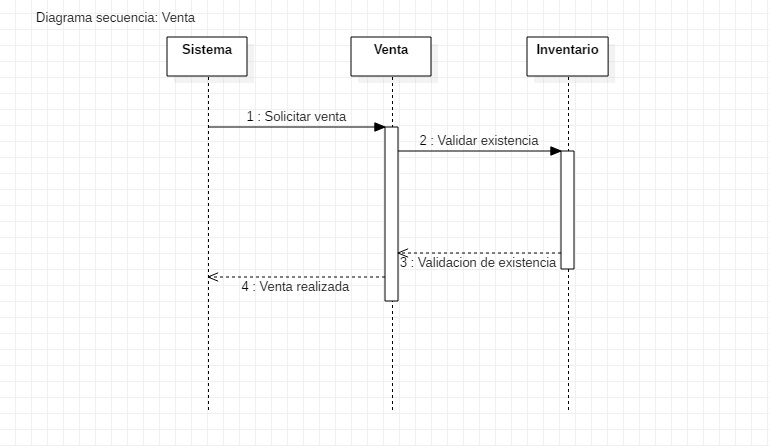 Diagrama secuencia: Venta
Sistema
Venta
Inventario
1 : Solicitar venta
2 : Validar existencia
3 : Validacion de existencia
4 : Venta realizada